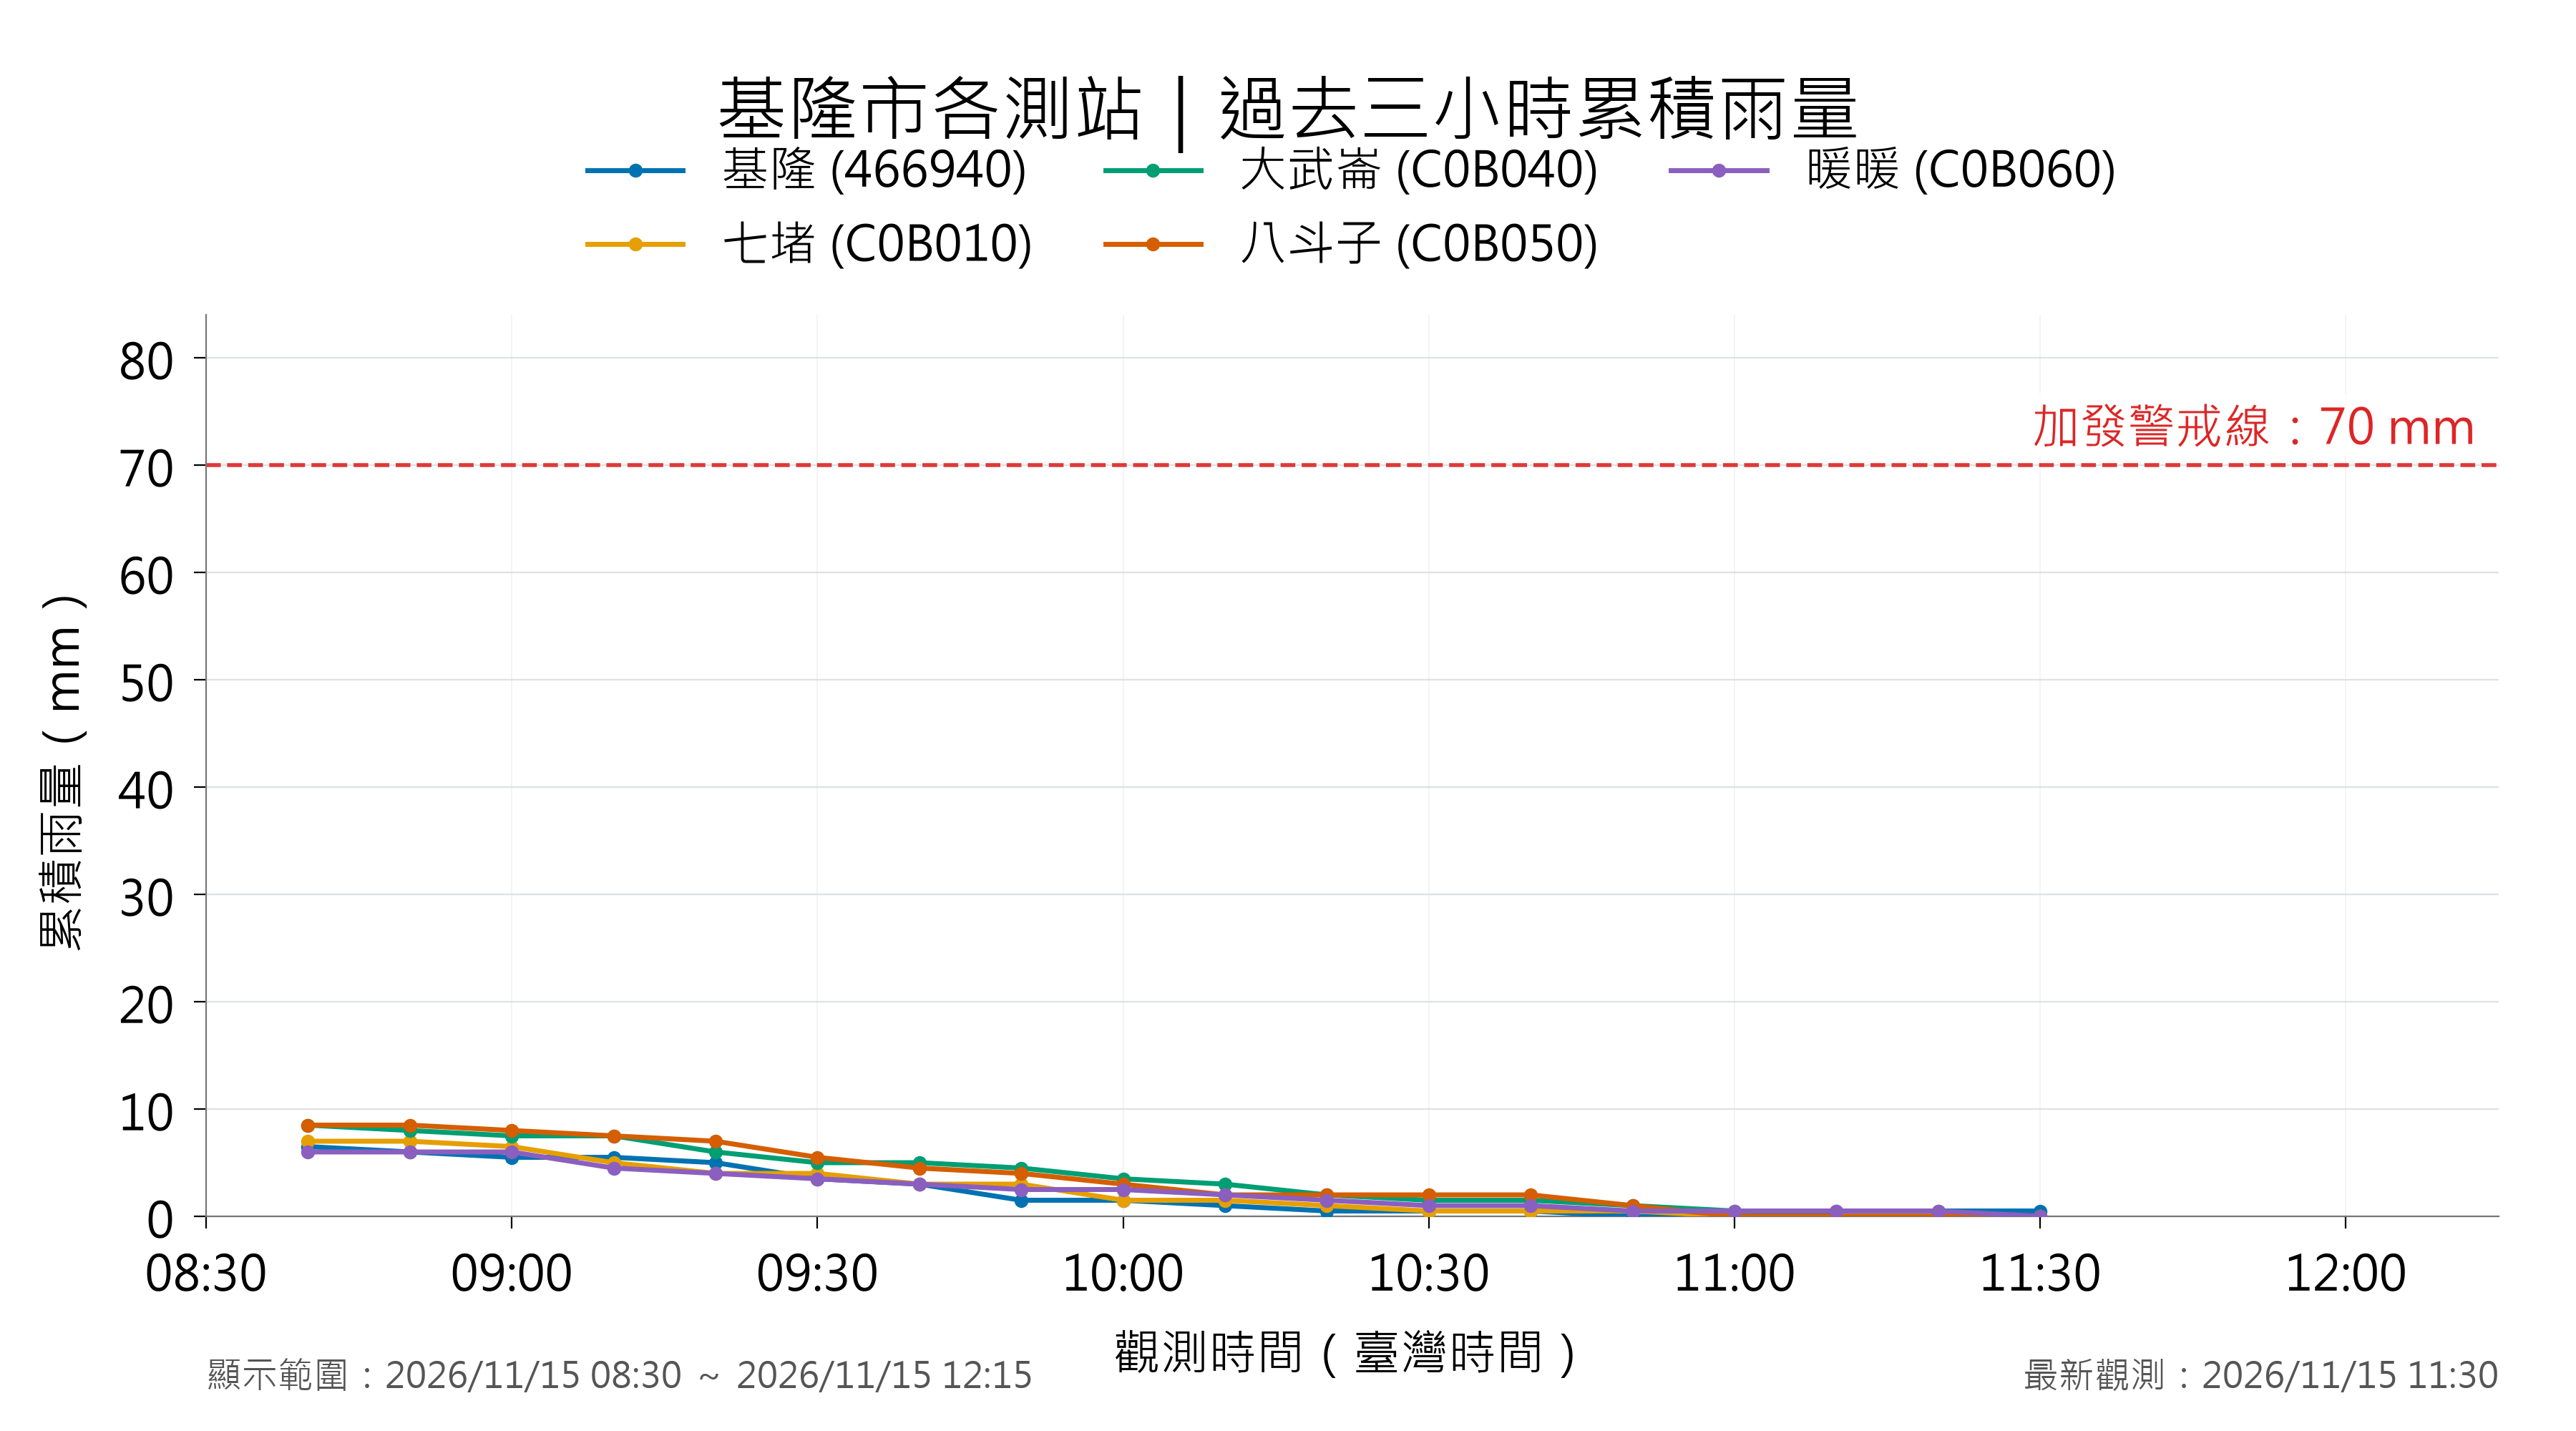 基隆市各測站｜過去三小時累積雨量
基隆 (466940)
七堵 (C0B010)
大武崙 (C0B040)
八斗子 (C0B050)
暖暖 (C0B060)
累積雨量（mm）
80
70
60
50
40
30
20
10
0
加發警戒線：70 mm
08:30 09:00 09:30 10:00 10:30 11:00 11:30 12:00
觀測時間（臺灣時間）
顯示範圍：2026/11/15 08:30 ~ 2026/11/15 12:15
最新觀測：2026/11/15 11:30